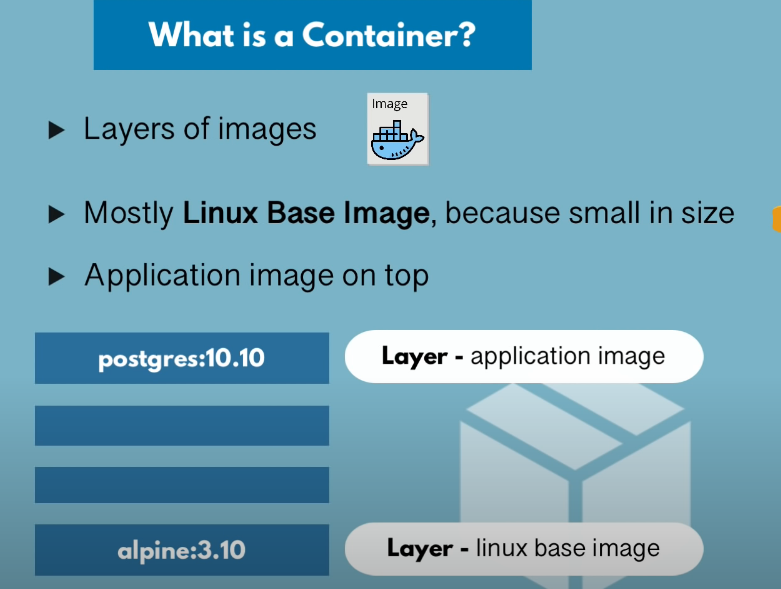 What is a Container?
Image
Layers of images
Mostly Linux Base Image, because small in size
Application image on top
postgres:10.10
Layer - application image
alpine:3.10
Layer - linux base image